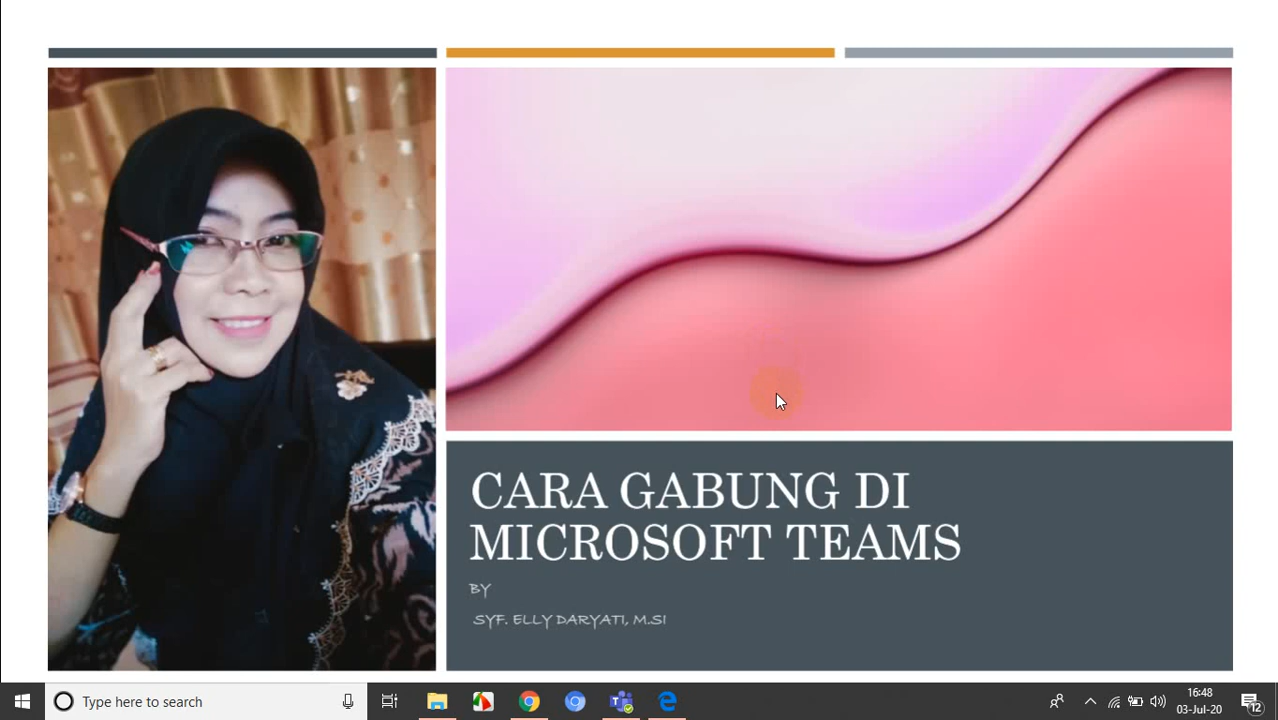 CARA GABUNG DI
MICROSOFT TEAMS
BY
SYF. ELLY DARYATI, M.SI
Type here to search
16:48
03-Jul-20
12